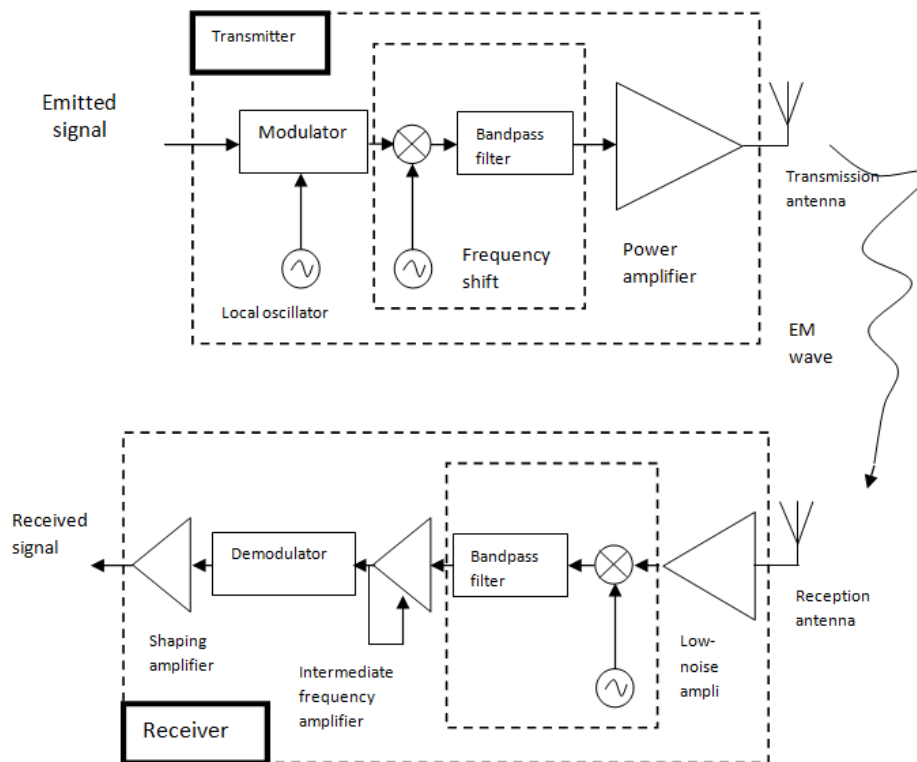 Transmitter
Emitted
signal
Modulator
Bandpass
filter
Transmission
antenna
Local oscillator
Frequency
shift
Power
amplifier
EM
wave
Received
signal
Demodulator
Bandpass
filter
Reception
antenna
Shaping
amplifier
Intermediate
frequency
amplifier
Low-
noise
ampli
Receiver